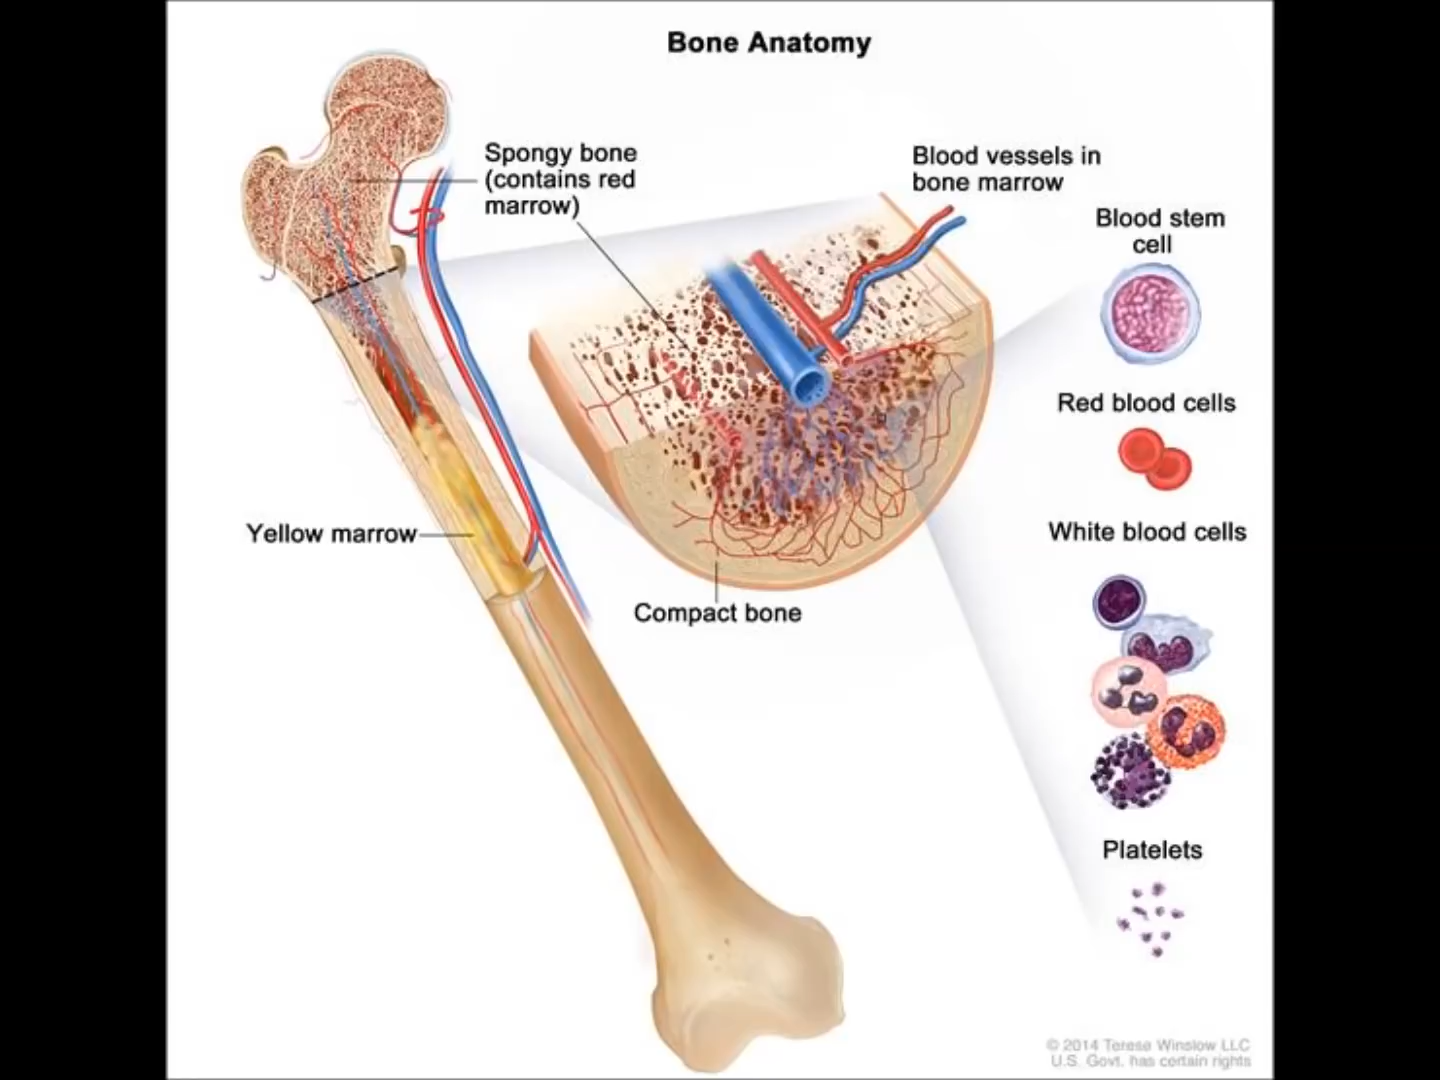 Bone Anatomy
Spongy bone
(contains red
marrow)
Blood vessels in
bone marrow
Blood stem
cell
Red blood cells
White blood cells
Yellow marrow
Compact bone
Platelets
© 2014 Terese Winslow LLC
U.S. Govt. has certain rights